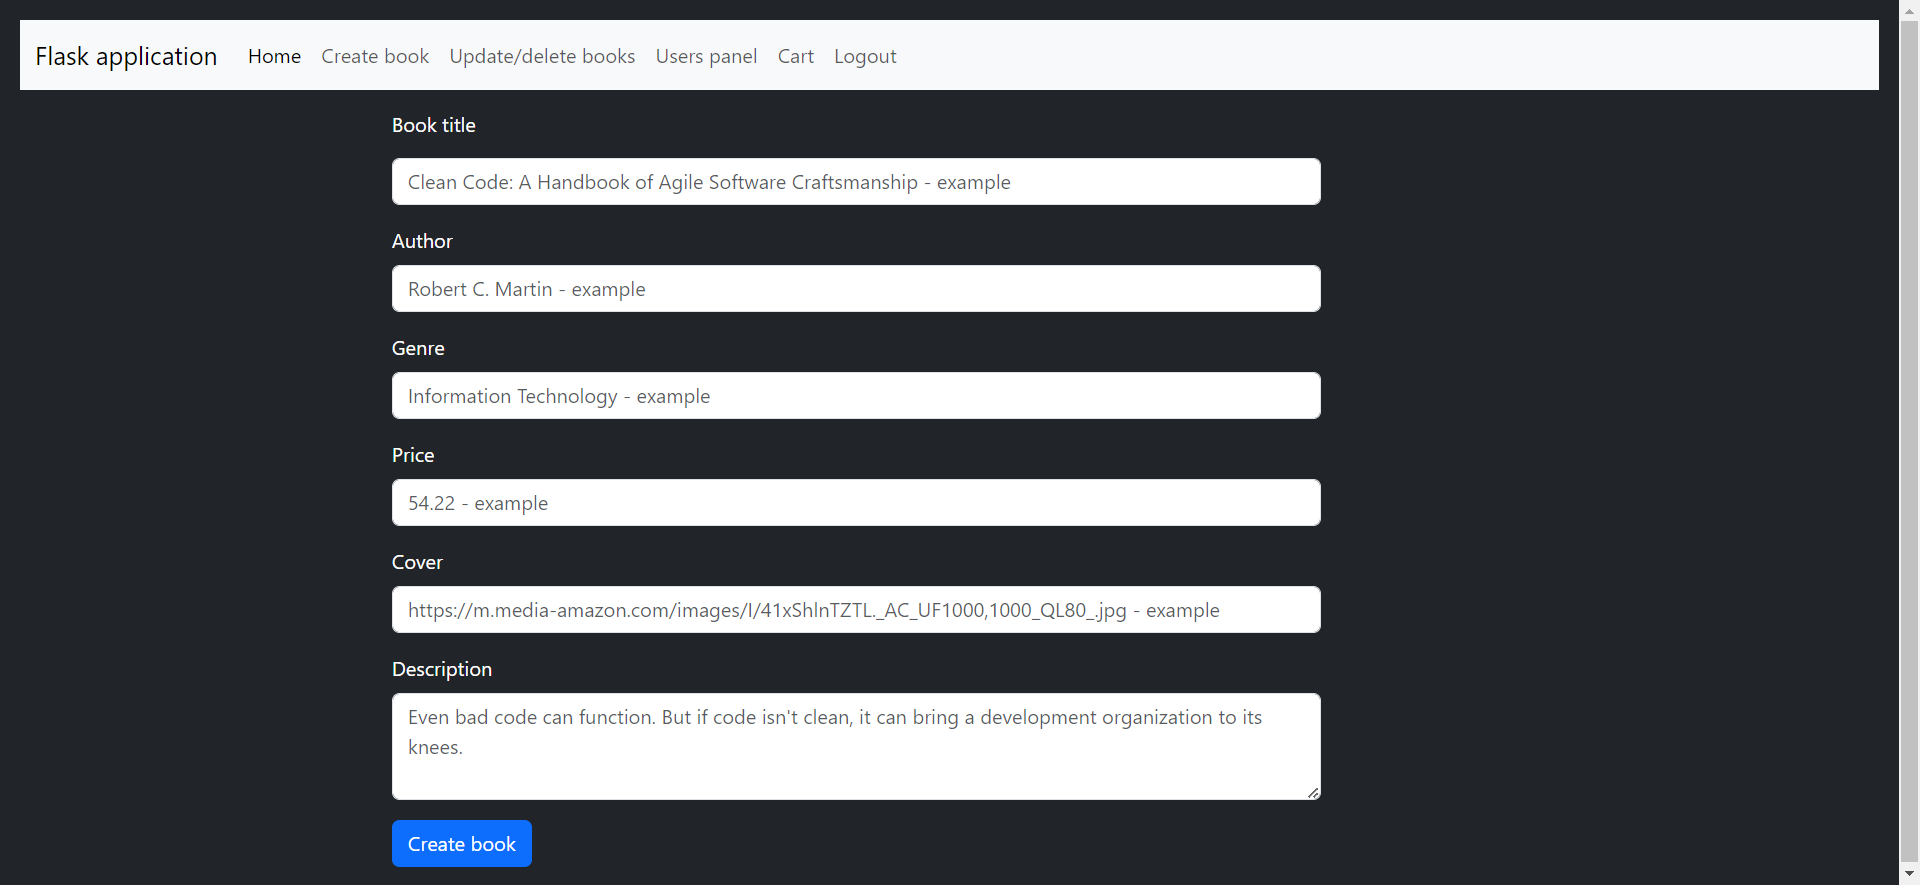 Flask application Home Create book Update/delete books Users panel Cart Logout
Book title
Clean Code: A Handbook of Agile Software Craftsmanship - example
Author
Robert C. Martin - example
Genre
Information Technology - example
Price
54.22 - example
Cover
https://m.media-amazon.com/images/I/41xShlnTZTL._AC_UF1000,1000_QL80_.jpg - example
Description
Even bad code can function. But if code isn't clean, it can bring a development organization to its
knees.
Create book